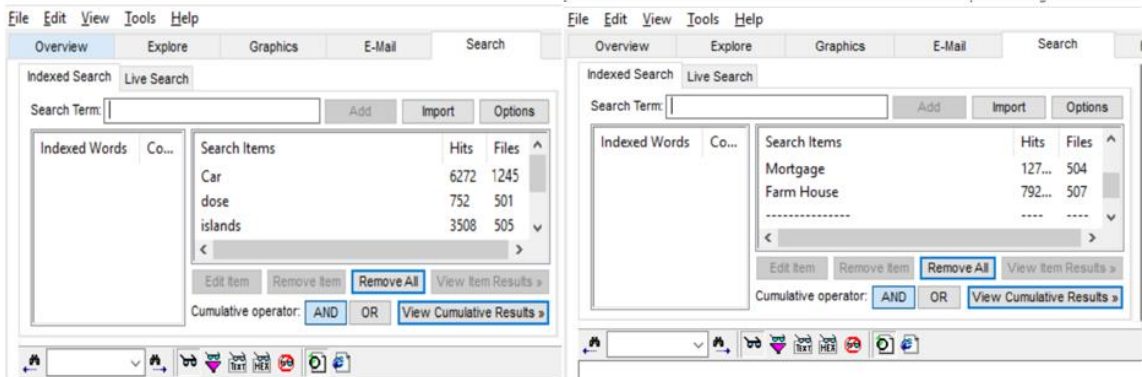 File Edit View Tools Help
Overview Explore Graphics E-Mail Search
Indexed Search Live Search
Search Term: Add Import Options
Indexed Words Co... Search Items Hits Files
Car 6272 1245
dose 752 501
islands 3508 505
Edit Item Remove Item Remove All View Item Results »
Cumulative operator: AND OR View Cumulative Results »
TEXT HEX
File Edit View Tools Help
Overview Explore Graphics E-Mail Search
Indexed Search Live Search
Search Term: Add Import Options
Indexed Words Co... Search Items Hits Files
Mortgage 127... 504
Farm House 792... 507
--------------- ---- ----
Edit Item Remove Item Remove All View Item Results »
Cumulative operator: AND OR View Cumulative Results »
TEXT HEX